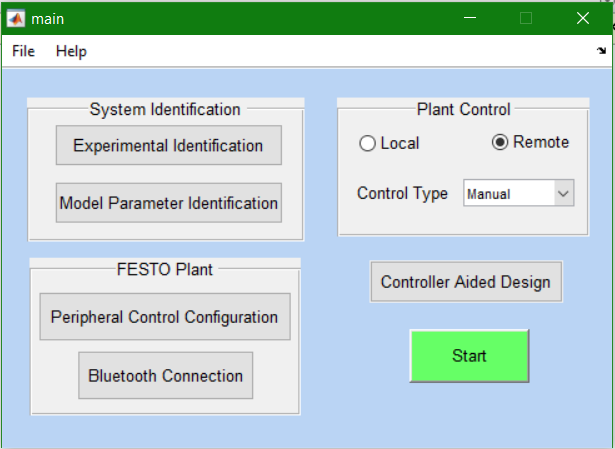 main
File Help
System Identification
Experimental Identification
Model Parameter Identification
FESTO Plant
Peripheral Control Configuration
Bluetooth Connection
Plant Control
Local Remote
Control Type Manual
Controller Aided Design
Start